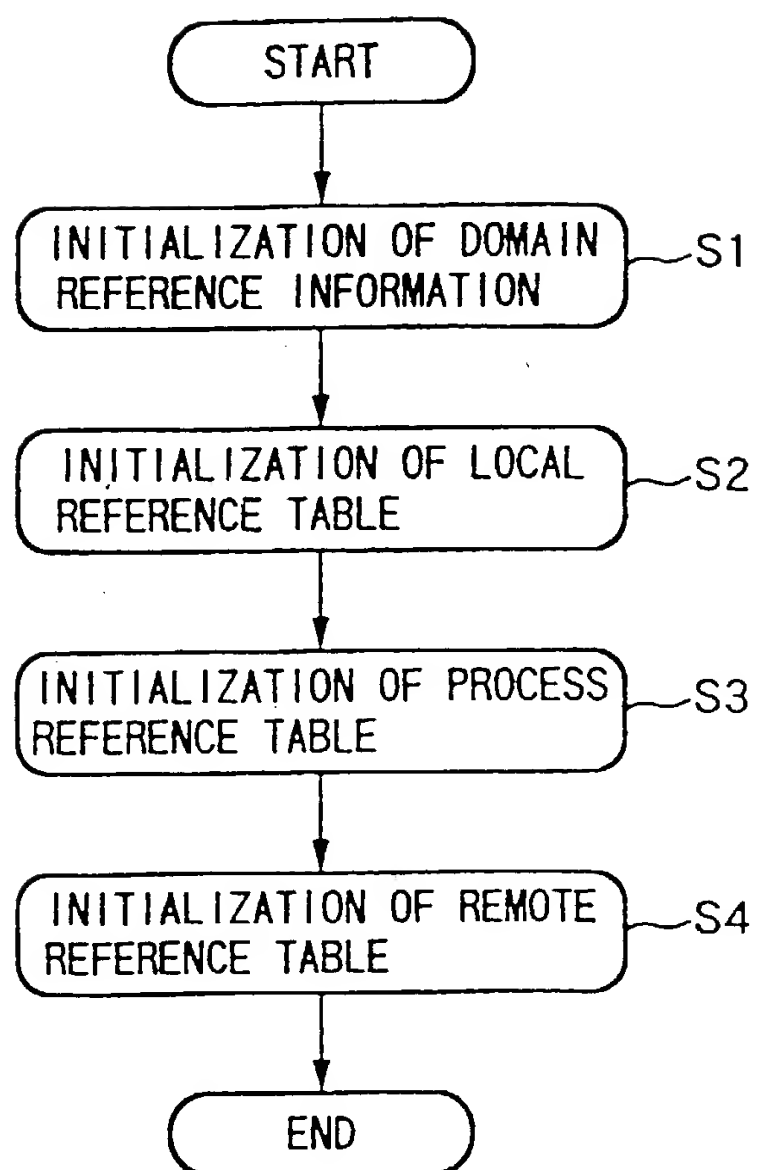 START
INITIALIZATION OF DOMAIN
REFERENCE INFORMATION
S1
INITIALIZATION OF LOCAL
REFERENCE TABLE
S2
INITIALIZATION OF PROCESS
REFERENCE TABLE
S3
INITIALIZATION OF REMOTE
REFERENCE TABLE
S4
END